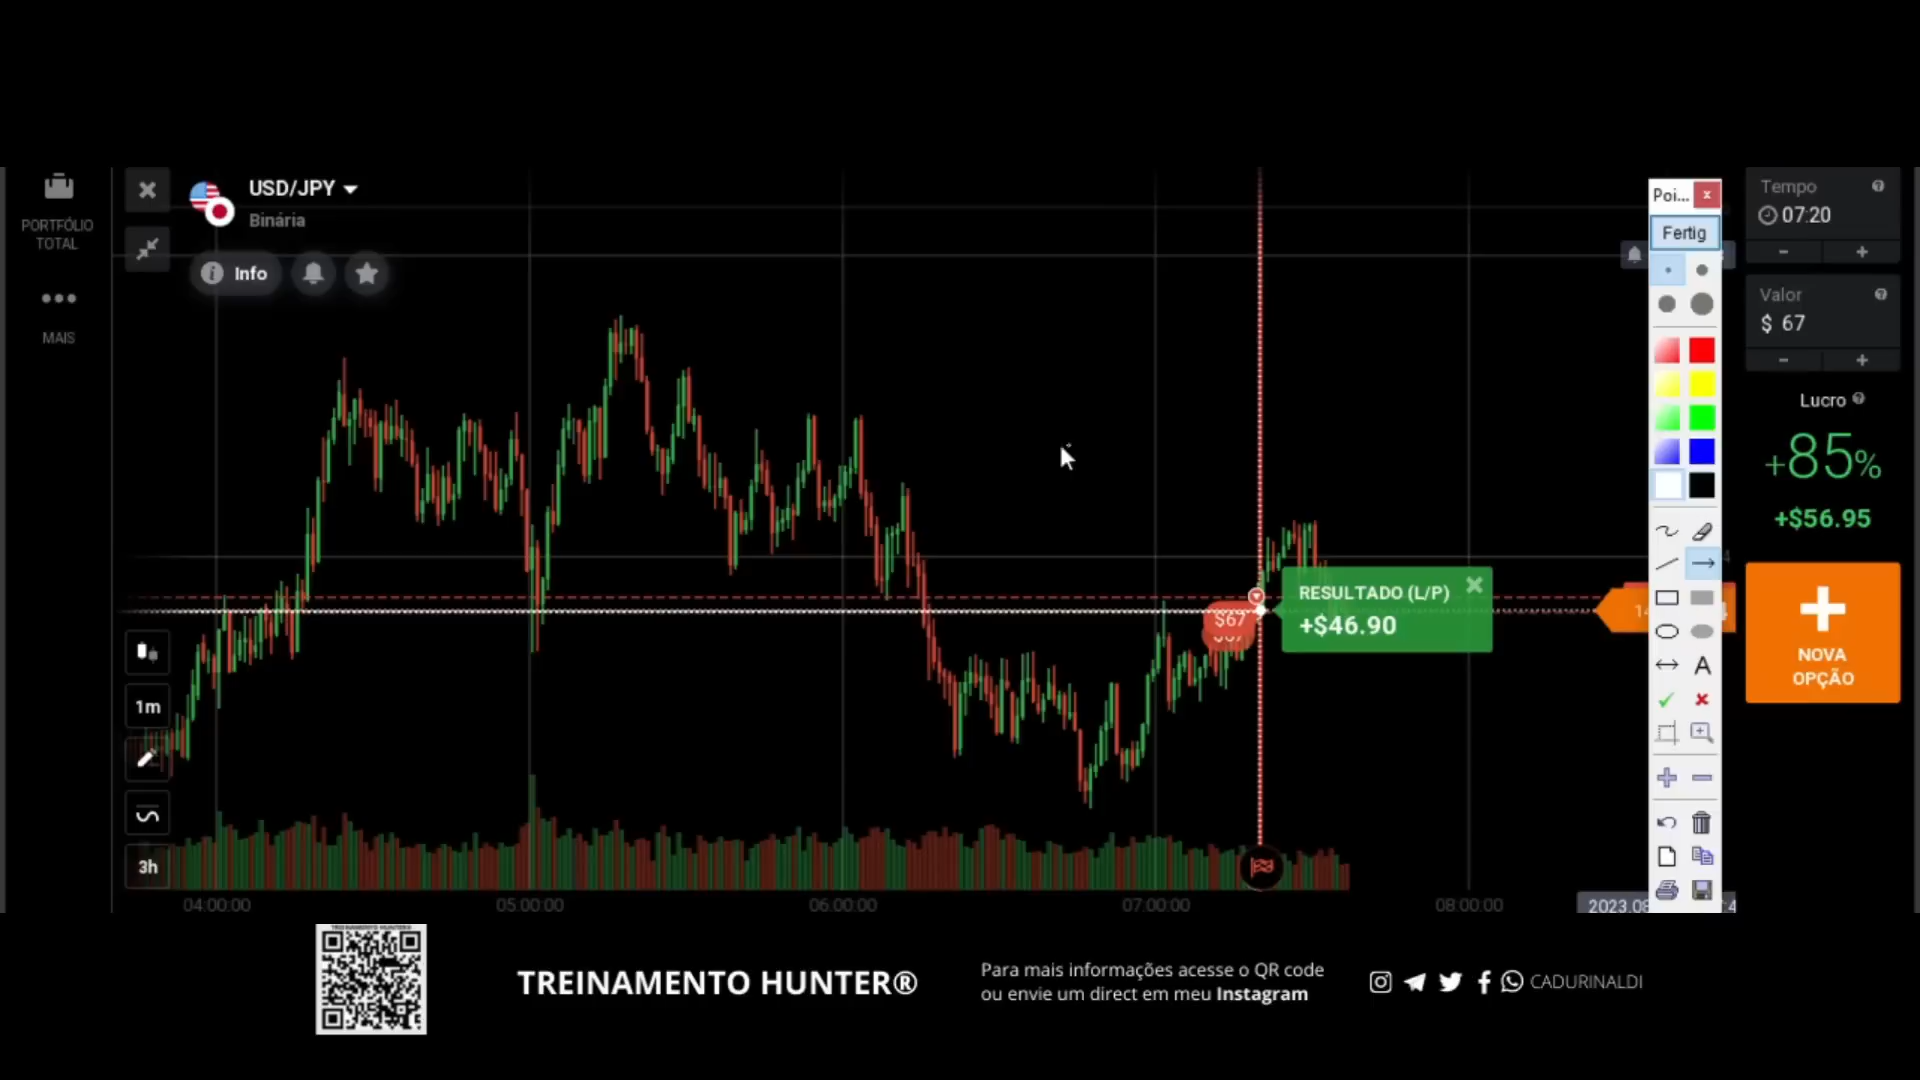 PORTFÓLIO
TOTAL
MAIS
USD/JPY
Binária
Info
1m
3h
$67
RESULTADO (L/P)
+$46.90
04:00:00
05:00:00
06:00:00
07:00:00
08:00:00
Poi...
Fertig
A
Tempo
07:20
Valor
$ 67
Lucro
+85%
+$56.95
NOVA
OPÇÃO
TREINAMENTO HUNTER®
Para mais informações acesse o QR code
ou envie um direct em meu Instagram
CADURINALDI